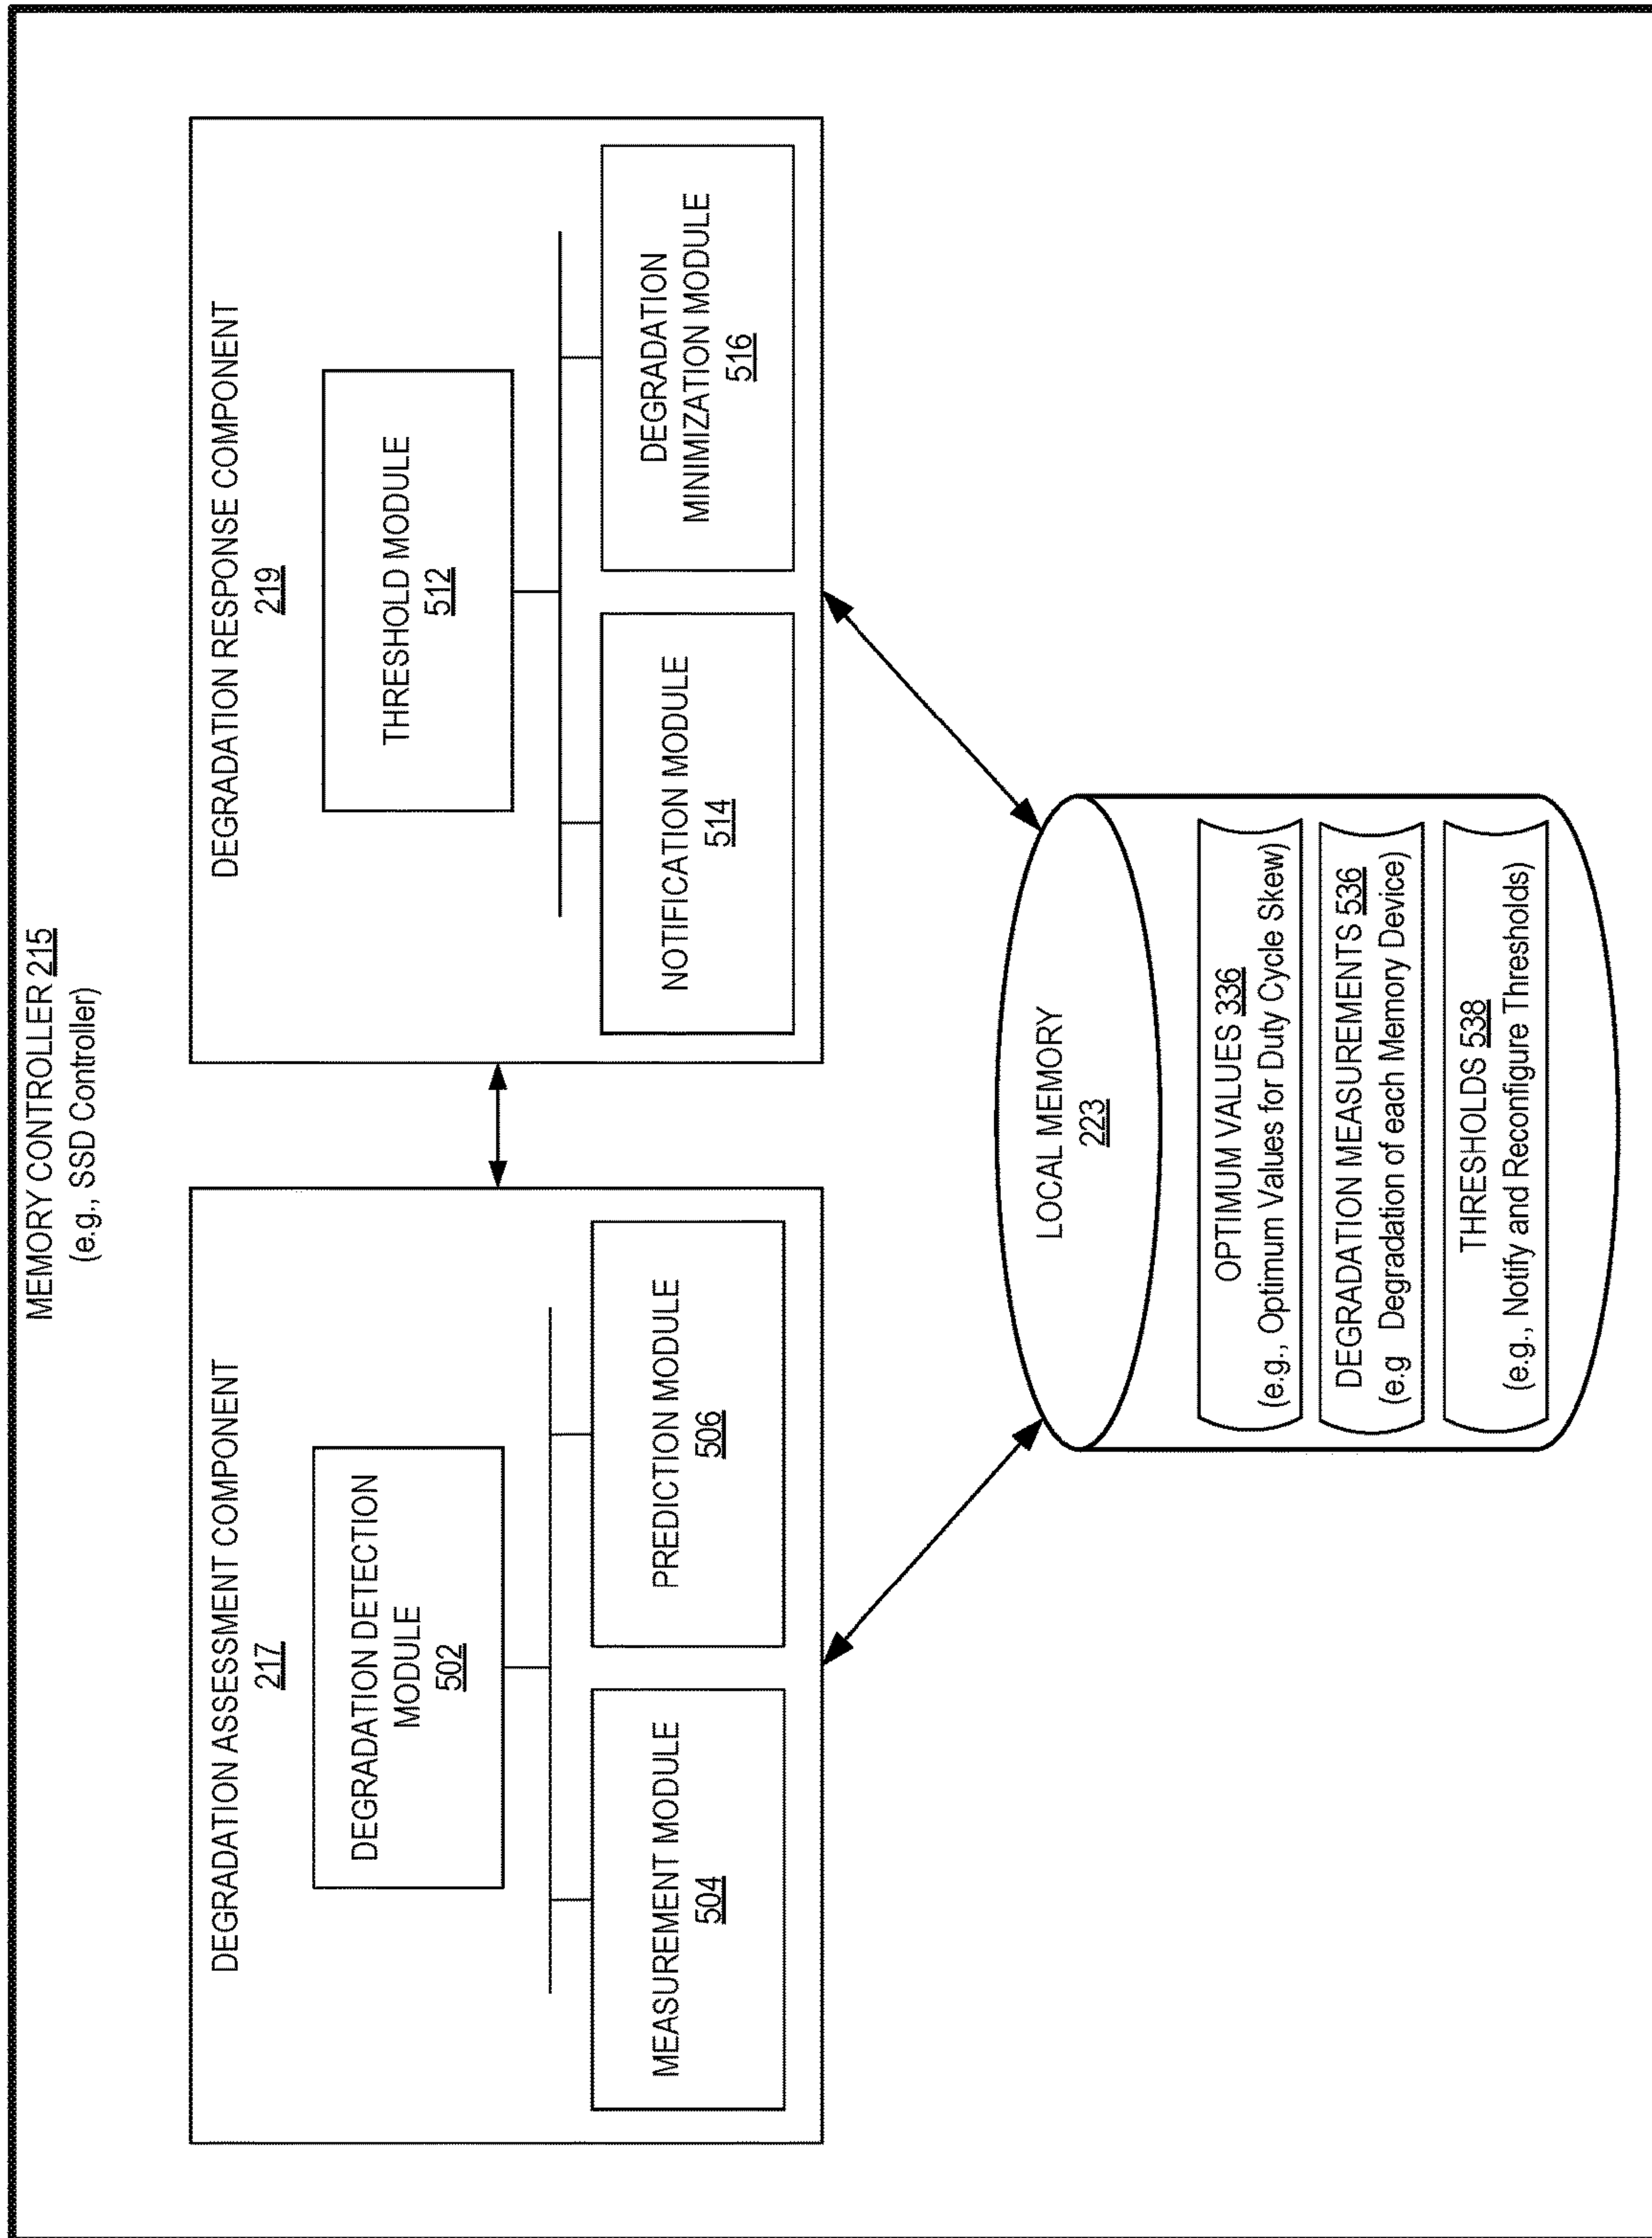 MEMORY CONTROLLER 215
(e.g., SSD Controller)
DEGRADATION ASSESSMENT COMPONENT
217
DEGRADATION DETECTION
MODULE
502
MEASUREMENT MODULE
504
PREDICTION MODULE
506
DEGRADATION RESPONSE COMPONENT
219
THRESHOLD MODULE
512
NOTIFICATION MODULE
514
DEGRADATION
MINIMIZATION MODULE
516
LOCAL MEMORY
223
OPTIMUM VALUES 336
(e.g., Optimum Values for Duty Cycle Skew)
DEGRADATION MEASUREMENTS 536
(e.g Degradation of each Memory Device)
THRESHOLDS 538
(e.g., Notify and Reconfigure Thresholds)